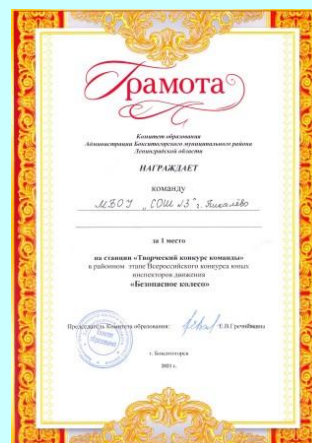 Грамота
Комитет образования
Администрации Бокситогорского муниципального района
Ленинградской области
НАГРАЖДАЕТ
команду
МБОУ „СОШ №3" г. Пикалёво
за 1 место
на станции «Творческий конкурс команды»
в районном этапе Всероссийского конкурса юных
инспекторов движения
«Безопасное колесо»
Председатель Комитета образования: Е.В.Гречнёвкина
г. Бокситогорск
2021 г.